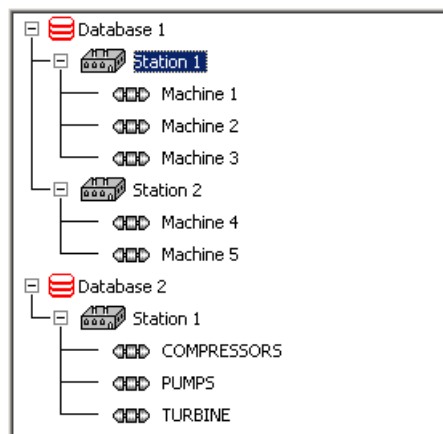 Database 1
Station 1
Machine 1
Machine 2
Machine 3
Station 2
Machine 4
Machine 5
Database 2
Station 1
COMPRESSORS
PUMPS
TURBINE